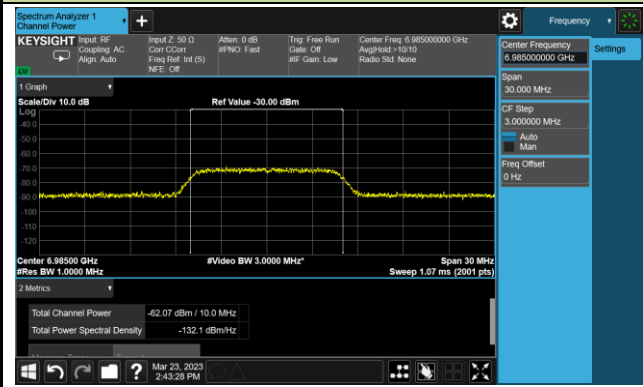 Spectrum Analyzer 1
Channel Power
Frequency
KEYSIGHT
Input: RF
Coupling: AC
Align: Auto
Input Z: 50 Ω
Corr CCorr
Freq Ref: Int (S)
NFE: Off
Atten: 0 dB
#PNO: Fast
Trig: Free Run
Gate: Off
#IF Gain: Low
Center Freq: 6.985000000 GHz
Avg|Hold:>10/10
Radio Std: None
Center Frequency
6.985000000 GHz
Settings
Span
30.000 MHz
CF Step
3.000000 MHz
Auto
Man
Freq Offset
0 Hz
1 Graph
Scale/Div 10.0 dB
Ref Value -30.00 dBm
Log
-40.0
-50.0
-60.0
-70.0
-80.0
-90.0
-100
-110
-120
Center 6.98500 GHz
#Video BW 3.0000 MHz*
Span 30 MHz
#Res BW 1.0000 MHz
Sweep 1.07 ms (2001 pts)
2 Metrics
Total Channel Power
-62.07 dBm / 10.0 MHz
Total Power Spectral Density
-132.1 dBm/Hz
Mar 23, 2023
2:43:28 PM